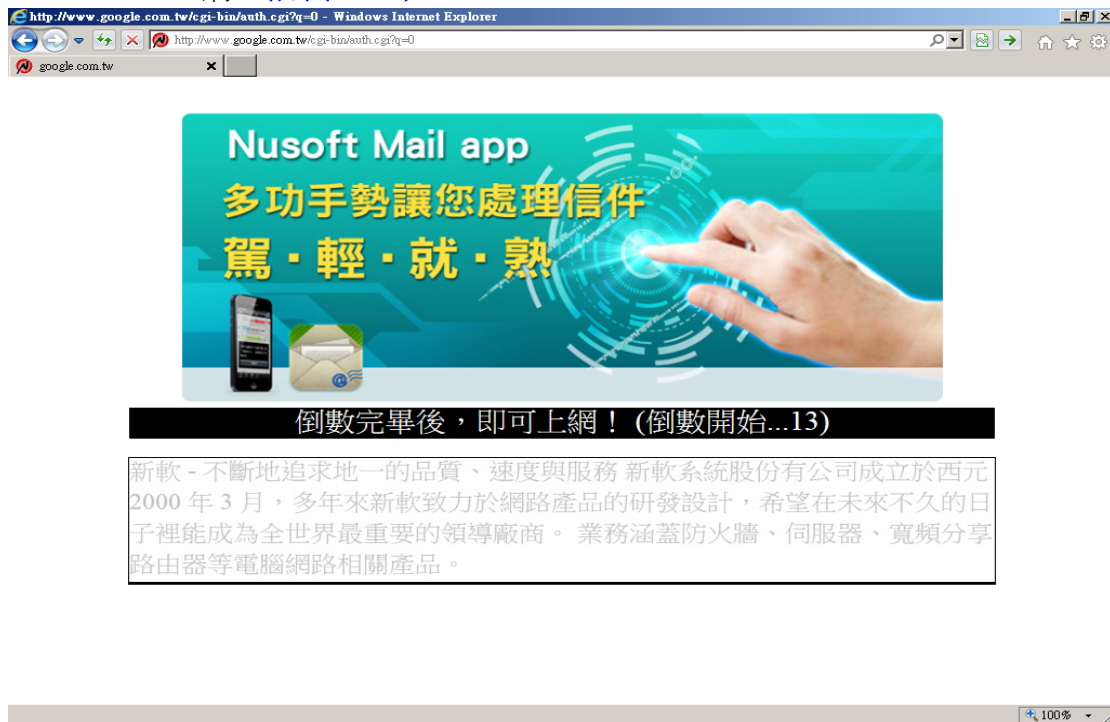 http://www.google.com.tw/cgi-bin/auth.cgi?q=0 - Windows Internet Explorer
http://www.google.com.tw/cgi-bin/auth.cgi?q=0
google.com.tw
Nusoft Mail app
多功手勢讓您處理信件
駕・輕・就・熟
倒數完畢後，即可上網！ (倒數開始...13)
新軟 - 不斷地追求地一的品質、速度與服務 新軟系統股份有公司成立於西元
2000 年 3 月，多年來新軟致力於網路產品的研發設計，希望在未來不久的日
子裡能成為全世界最重要的領導廠商。 業務涵蓋防火牆、伺服器、寬頻分享
路由器等電腦網路相關產品。
100%